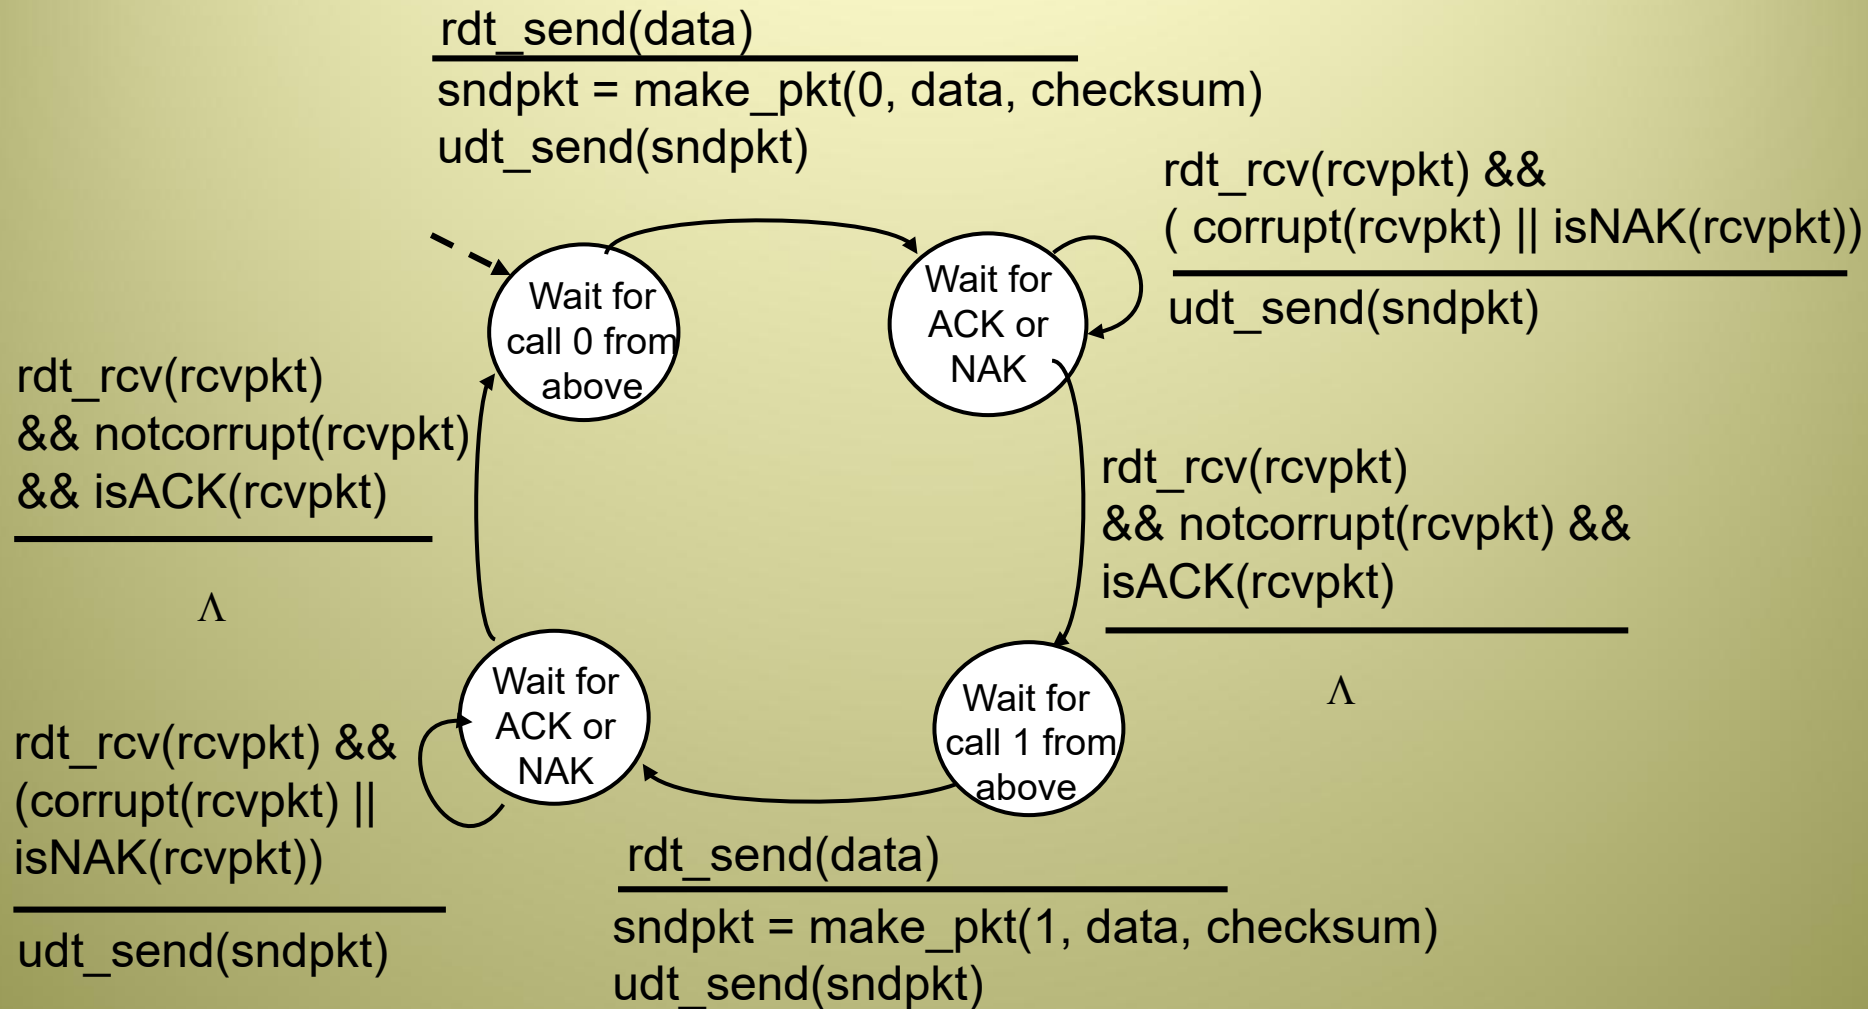 rdt_send(data)
sndpkt = make_pkt(0, data, checksum)
udt_send(sndpkt)
rdt_rcv(rcvpkt) &&
( corrupt(rcvpkt) || isNAK(rcvpkt))
udt_send(sndpkt)
Wait for
call 0 from
above
Wait for
ACK or
NAK
rdt_rcv(rcvpkt)
&& notcorrupt(rcvpkt)
&& isACK(rcvpkt)
Λ
rdt_rcv(rcvpkt)
&& notcorrupt(rcvpkt) &&
isACK(rcvpkt)
Λ
Wait for
ACK or
NAK
Wait for
call 1 from
above
rdt_rcv(rcvpkt) &&
(corrupt(rcvpkt) ||
isNAK(rcvpkt))
udt_send(sndpkt)
rdt_send(data)
sndpkt = make_pkt(1, data, checksum)
udt_send(sndpkt)